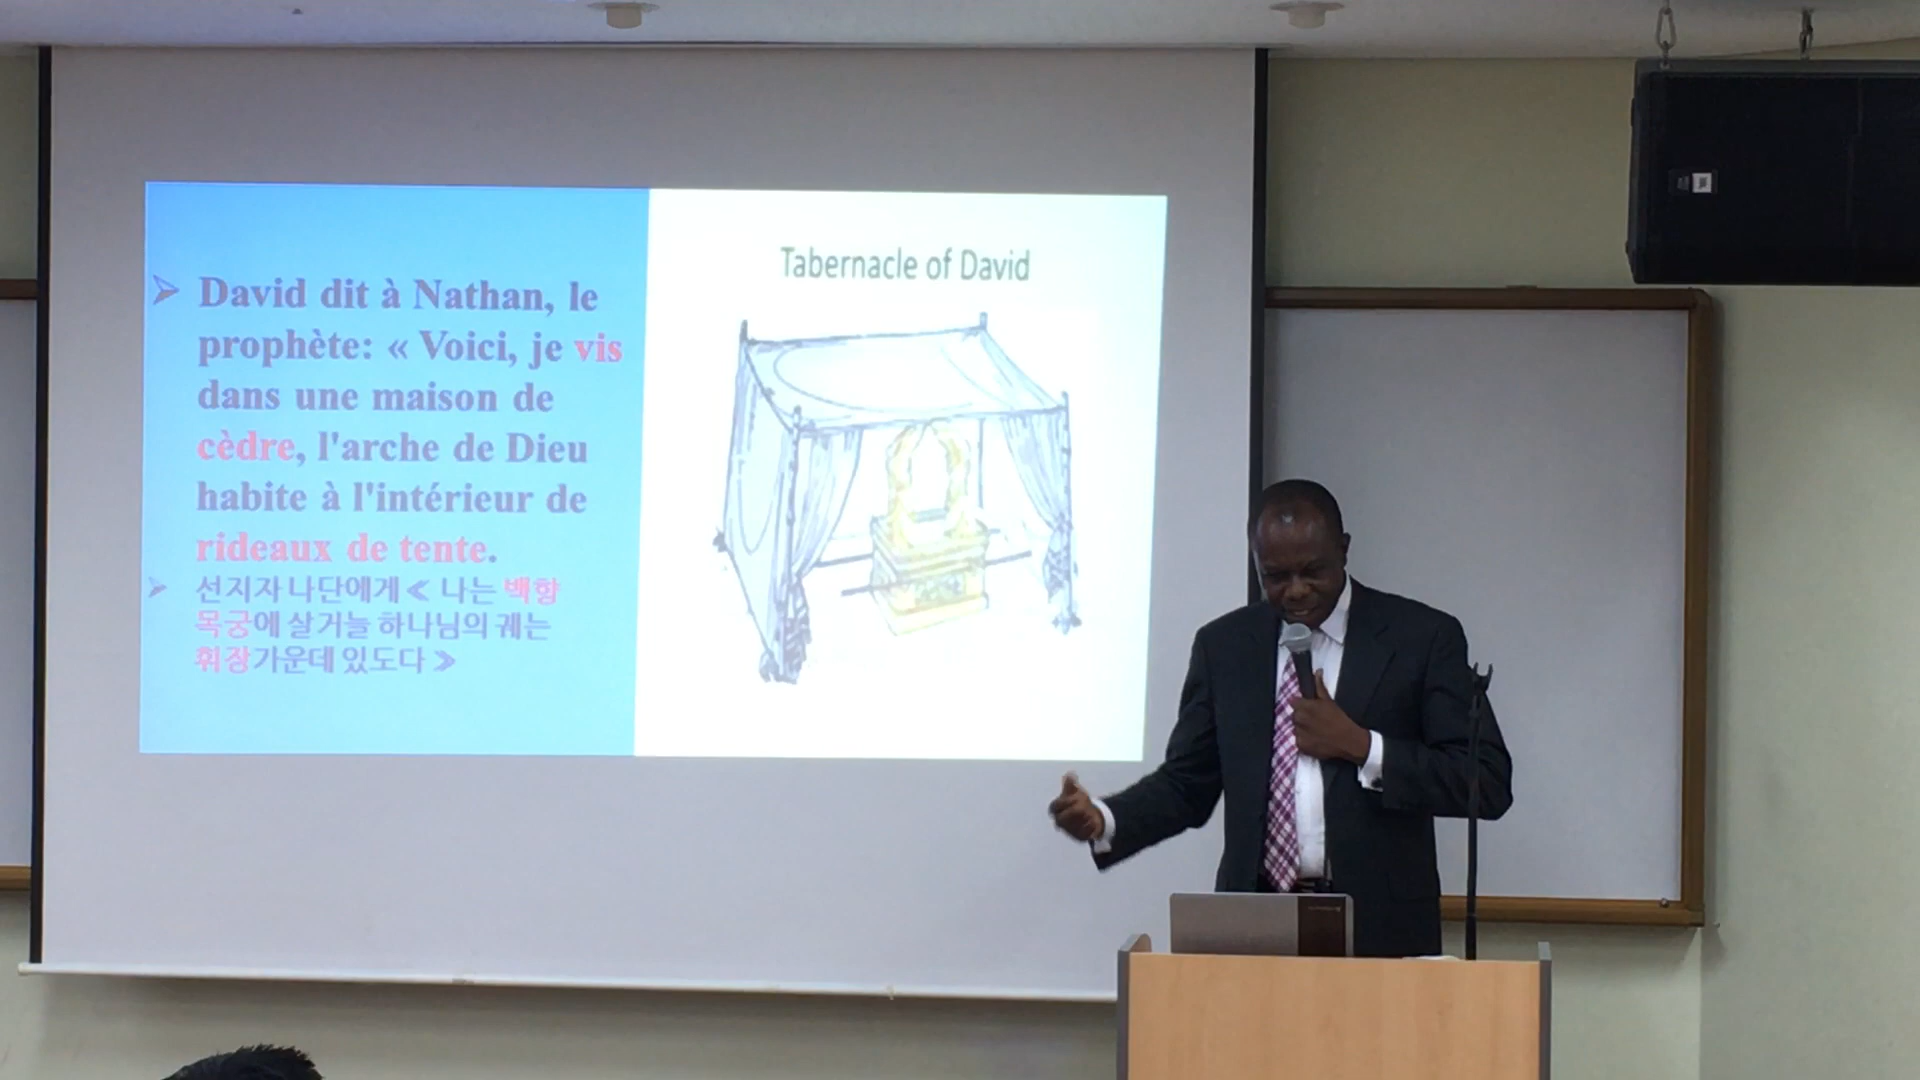 David dit à Nathan, le
prophète: « Voici, je vis
dans une maison de
cèdre, l'arche de Dieu
habite à l'intérieur de
rideaux de tente.
선지자 나단에게 ≪ 나는 백향
목궁에 살거늘 하나님의 궤는
휘장가운데 있도다 ≫
Tabernacle of David